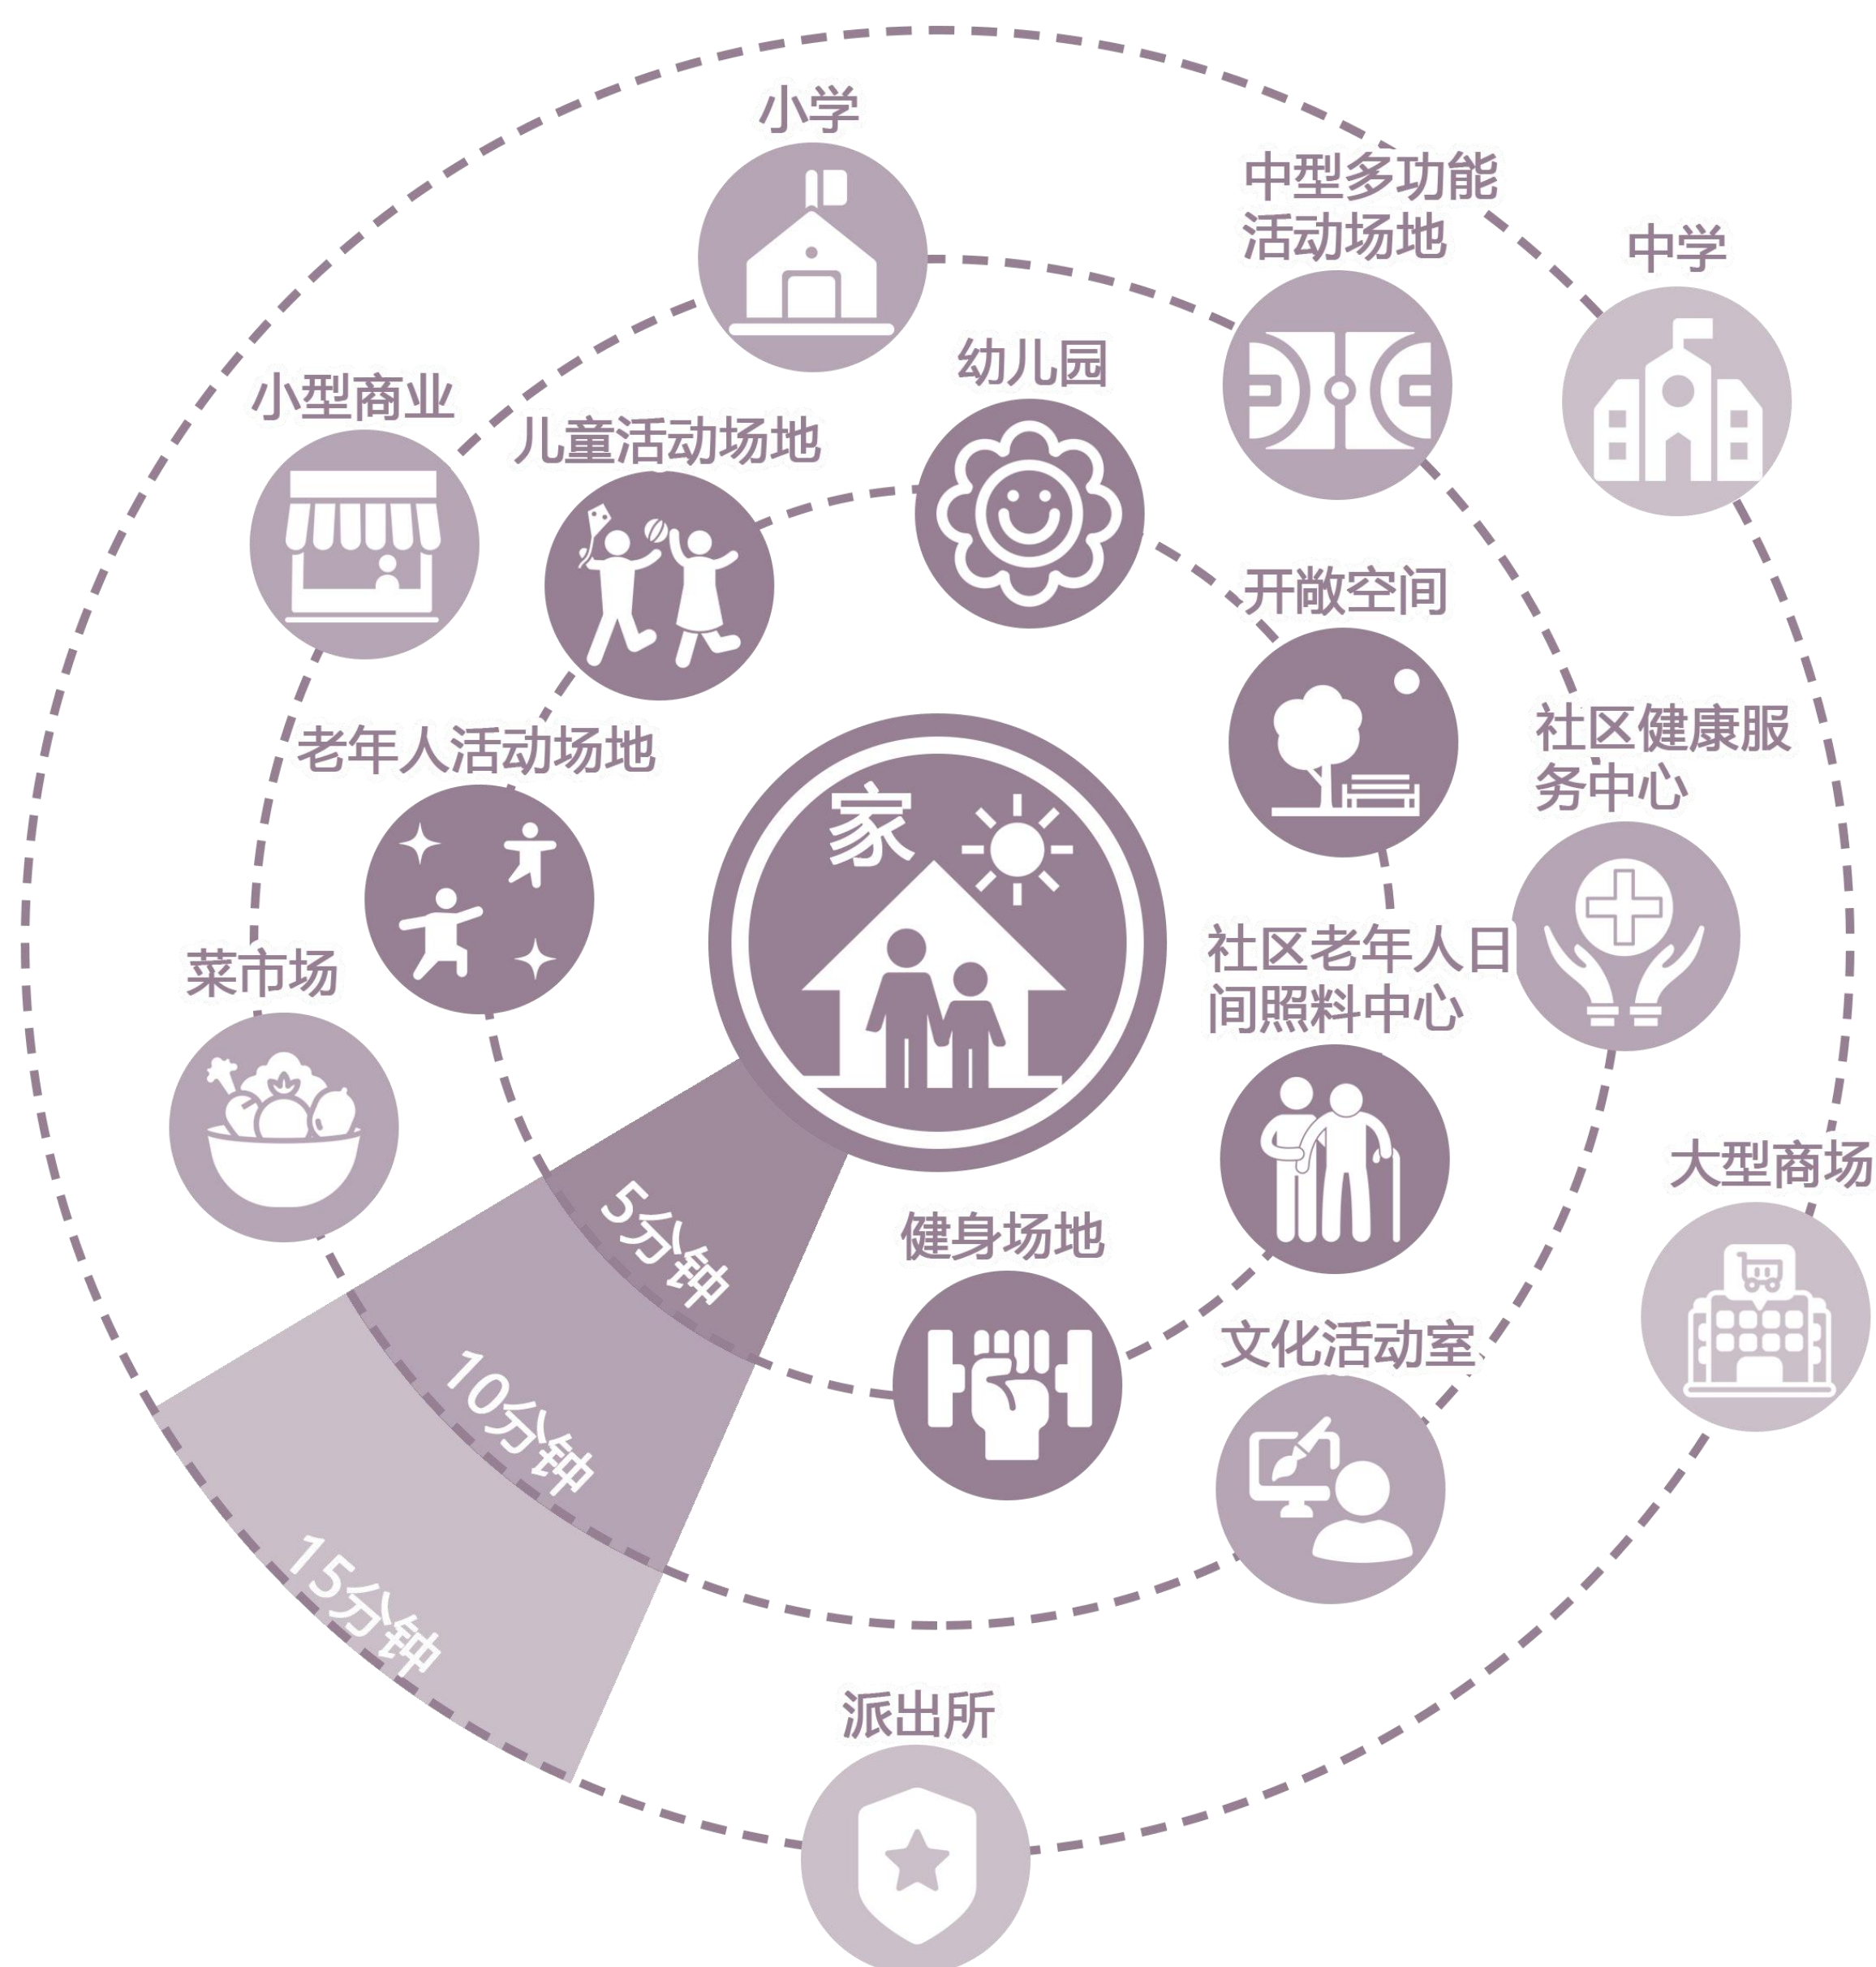 小学
中型多功能
活动场地
中学
幼儿园
小型商业
儿童活动场地
开敞空间
社区健康服
务中心
老年人活动场地
家
菜市场
社区老年人日
间照料中心
大型商场
5分钟
健身场地
文化活动室
10分钟
15分钟
派出所